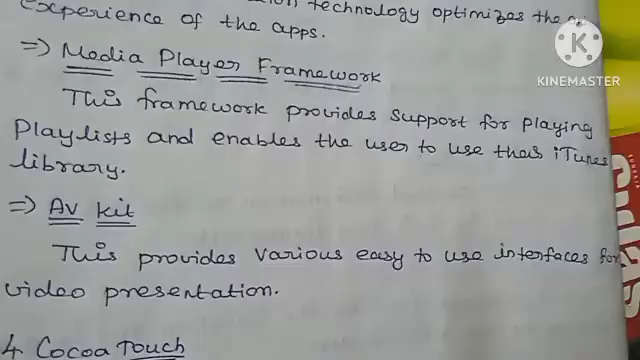 experience of the apps. technology optimizes the
=> Media Player Framework
This framework provides support for playing
Playlists and enables the user to use their iTunes
library.
=> AV kit
This provides various easy to use interfaces for
video presentation.
4 Cocoa Touch
KINEMASTER